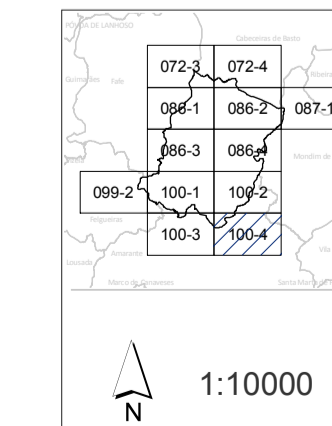 PÓVOA DE LANHOSO
Cabeceiras de Basto
072-3 072-4
Guimarães Fafe Ribeira
086-1 086-2 087-1
086-3 086-4 Mondim de
099-2 100-1 100-2
Felgueiras
100-3 100-4
Amarante Vila
Lousada
Marco de Canaveses Santa Marta de
1:10000
N